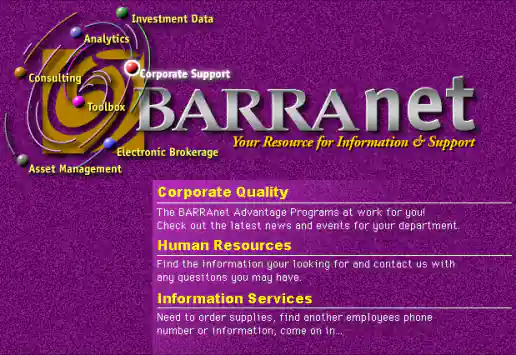 Investment Data
Analytics
Consulting
Corporate Support
Toolbox
BARRAnet
Your Resource for Information & Support
Electronic Brokerage
Asset Management
Corporate Quality
The BARRAnet Advantage Programs at work for you!
Check out the latest news and events for your department.
Human Resources
Find the information your looking for and contact us with
any quesitons you may have.
Information Services
Need to order supplies, find another employees phone
number or information, come on in...